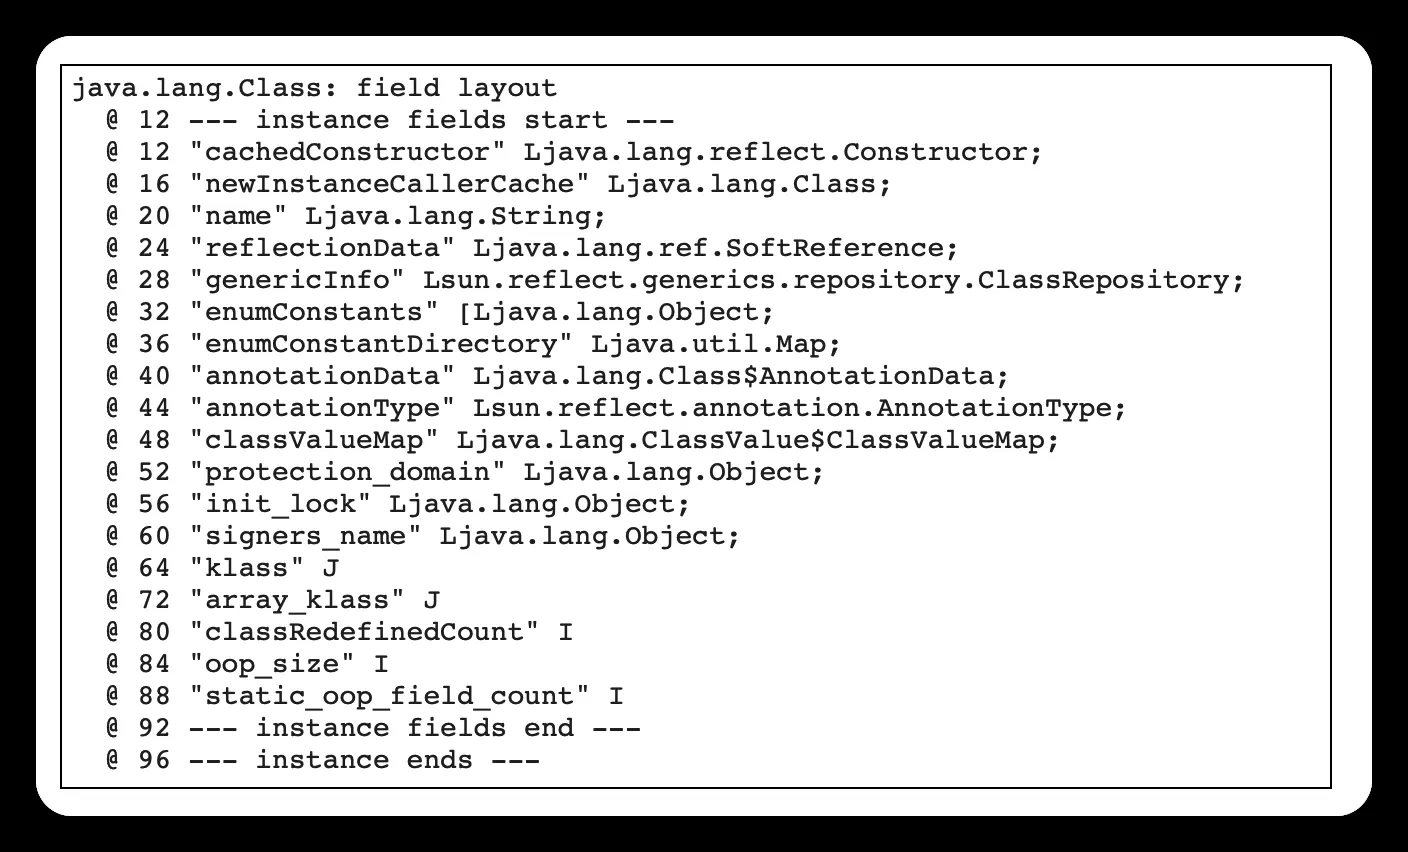 java.lang.Class: field layout
@ 12 --- instance fields start ---
@ 12 "cachedConstructor" Ljava.lang.reflect.Constructor;
@ 16 "newInstanceCallerCache" Ljava.lang.Class;
@ 20 "name" Ljava.lang.String;
@ 24 "reflectionData" Ljava.lang.ref.SoftReference;
@ 28 "genericInfo" Lsun.reflect.generics.repository.ClassRepository;
@ 32 "enumConstants" [Ljava.lang.Object;
@ 36 "enumConstantDirectory" Ljava.util.Map;
@ 40 "annotationData" Ljava.lang.Class$AnnotationData;
@ 44 "annotationType" Lsun.reflect.annotation.AnnotationType;
@ 48 "classValueMap" Ljava.lang.ClassValue$ClassValueMap;
@ 52 "protection_domain" Ljava.lang.Object;
@ 56 "init_lock" Ljava.lang.Object;
@ 60 "signers_name" Ljava.lang.Object;
@ 64 "klass" J
@ 72 "array_klass" J
@ 80 "classRedefinedCount" I
@ 84 "oop_size" I
@ 88 "static_oop_field_count" I
@ 92 --- instance fields end ---
@ 96 --- instance ends ---